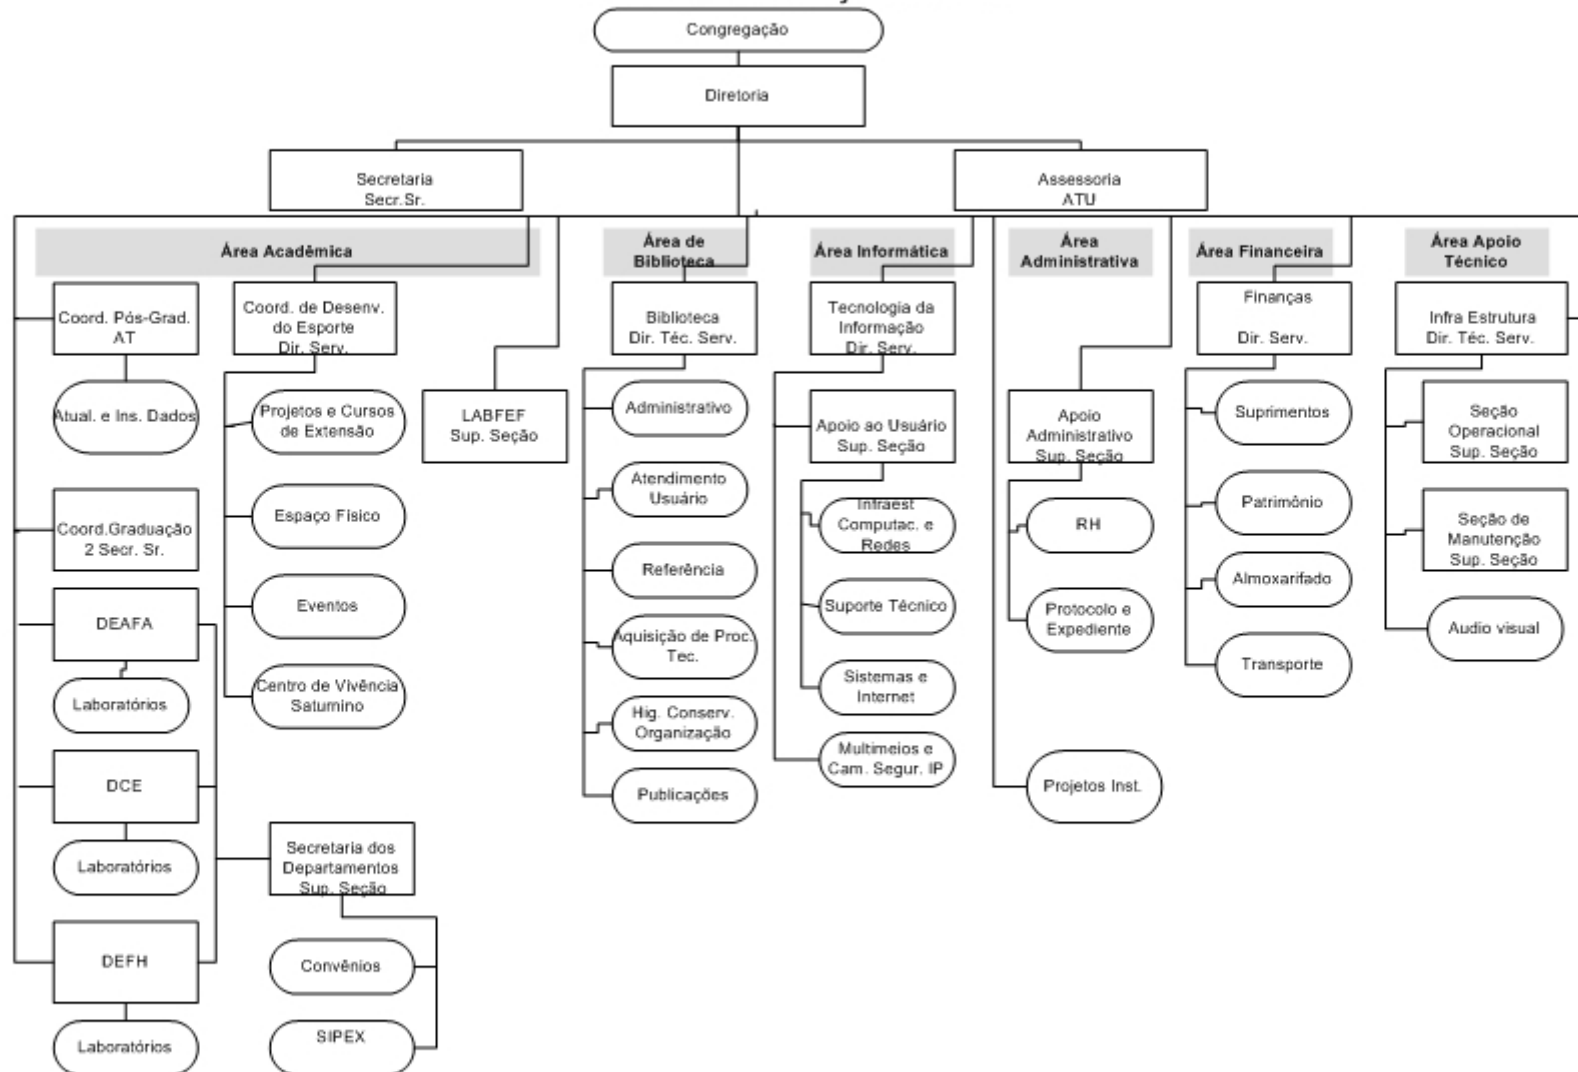 Congregação
Diretoria
Secretaria
Secr.Sr.
Assessoria
ATU
Área Acadêmica
Área de
Biblioteca
Área Informática
Área
Administrativa
Área Financeira
Área Apoio
Técnico
Coord. Pós-Grad.
AT
Coord. de Desenv.
do Esporte
Dir. Serv.
Biblioteca
Dir. Téc. Serv.
Tecnologia da
Informação
Dir. Serv.
Finanças
Dir. Serv.
Infra Estrutura
Dir. Téc. Serv.
Atual. e Ins. Dados
Projetos e Cursos
de Extensão
LABFEF
Sup. Seção
Administrativo
Apoio ao Usuário
Sup. Seção
Apoio
Administrativo
Sup. Seção
Suprimentos
Seção
Operacional
Sup. Seção
Coord.Graduação
2 Secr. Sr.
Espaço Físico
Atendimento
Usuário
Infraest
Computac. e
Redes
RH
Patrimônio
Seção de
Manutenção
Sup. Seção
DEAFA
Eventos
Referência
Suporte Técnico
Protocolo e
Expediente
Almoxarifado
Audio visual
Laboratórios
Centro de Vivência
Saturnino
Aquisição de Proc.
Tec.
Sistemas e
Internet
Transporte
Hig. Conserv.
Organização
Multimeios e
Cam. Segur. IP
DCE
Publicações
Projetos Inst.
Laboratórios
Secretaria dos
Departamentos
Sup. Seção
DEFH
Convênios
Laboratórios
SIPEX